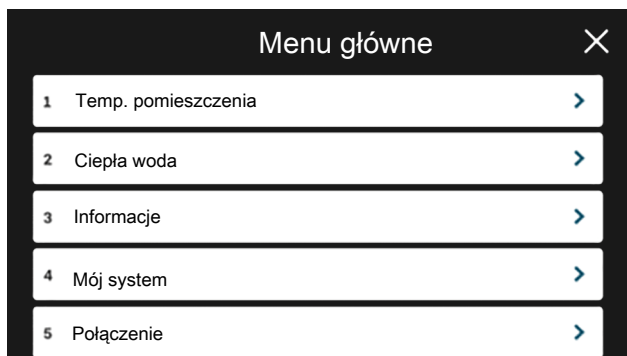 Menu główne
1 Temp. pomieszczenia
2 Ciepła woda
3 Informacje
4 Mój system
5 Połączenie